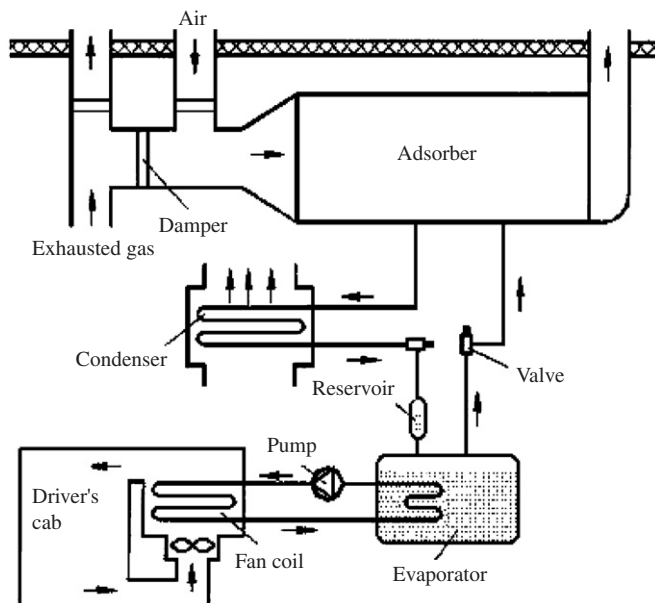 Air
Adsorber
Damper
Exhausted gas
Condenser
Valve
Reservoir
Pump
Driver's
cab
Fan coil
Evaporator